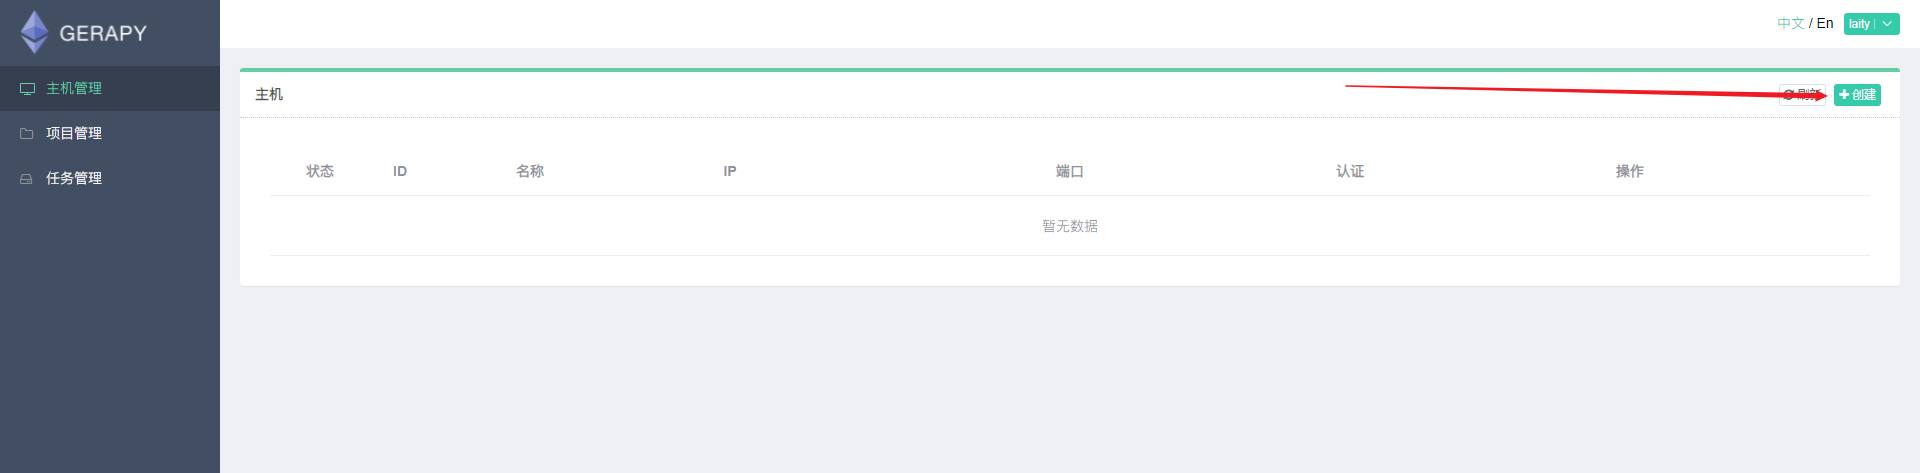 GERAPY
中文 / En
laity
主机管理
项目管理
任务管理
主机
刷新
创建
状态 ID 名称 IP 端口 认证 操作
暂无数据